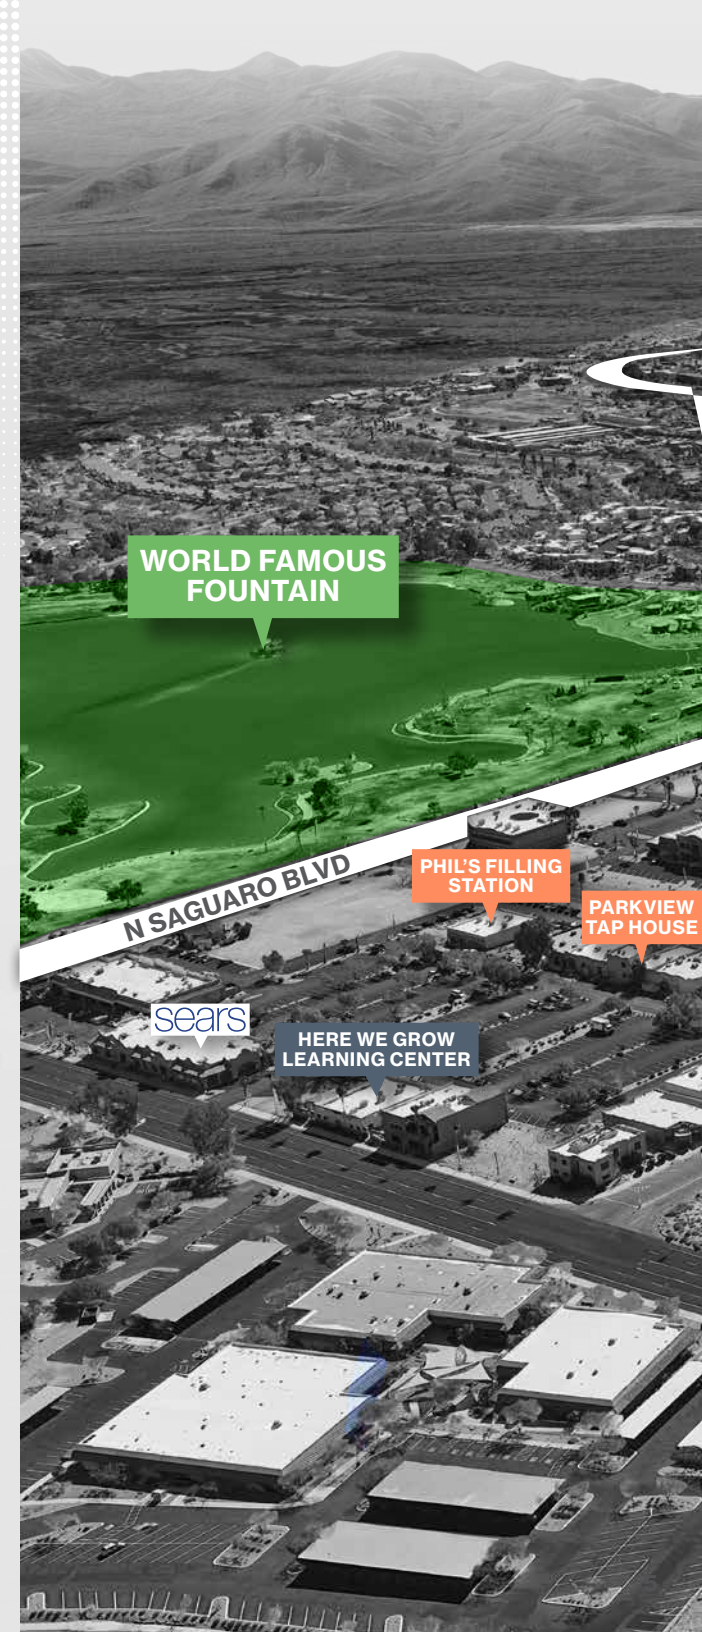 WORLD FAMOUS
FOUNTAIN
N SAGUARO BLVD
PHIL'S FILLING
STATION
PARKVIEW
TAP HOUSE
sears
HERE WE GROW
LEARNING CENTER